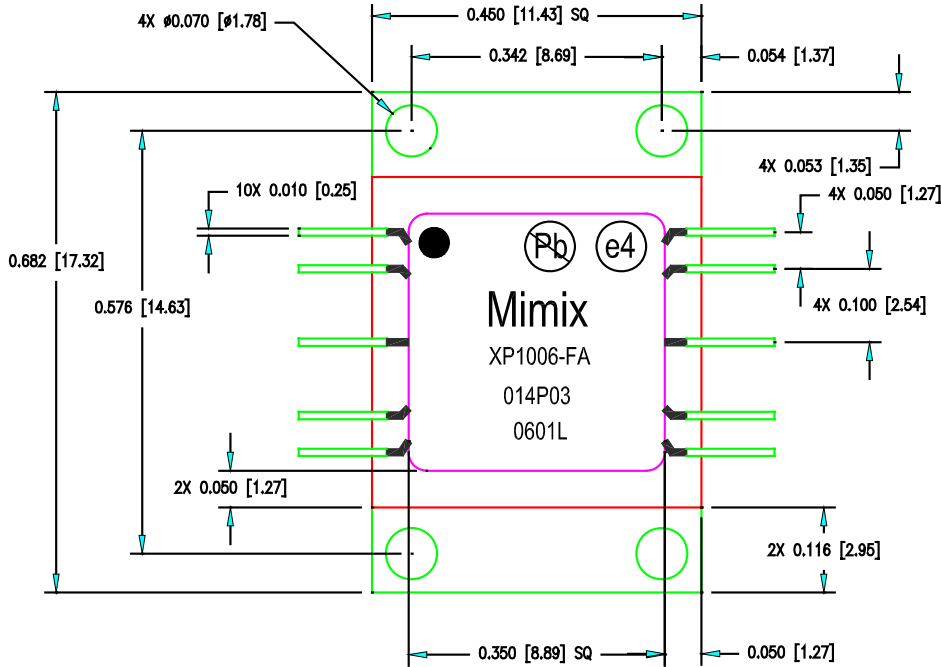 0.450 [11.43] SQ
4X ø0.070 [ø1.78]
0.342 [8.69]
0.054 [1.37]
4X 0.053 [1.35]
10X 0.010 [0.25]
4X 0.050 [1.27]
0.682 [17.32]
Pb
e4
0.576 [14.63]
4X 0.100 [2.54]
Mimix
XP1006-FA
014P03
0601L
2X 0.050 [1.27]
2X 0.116 [2.95]
0.350 [8.89] SQ
0.050 [1.27]